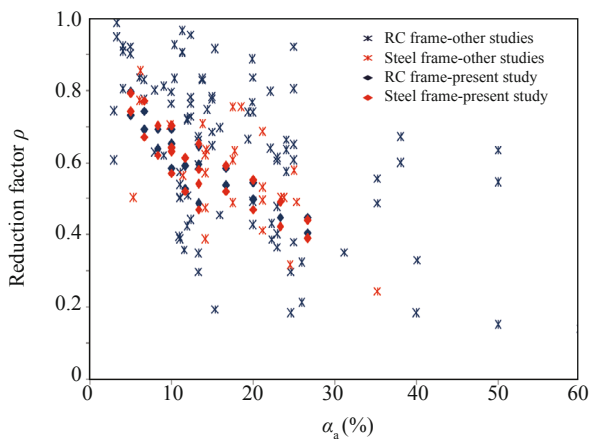 1.0
0.8
0.6
0.4
0.2
0
0
10
20
30
40
50
60
Reduction factor ρ
αa (%)
RC frame-other studies
Steel frame-other studies
RC frame-present study
Steel frame-present study